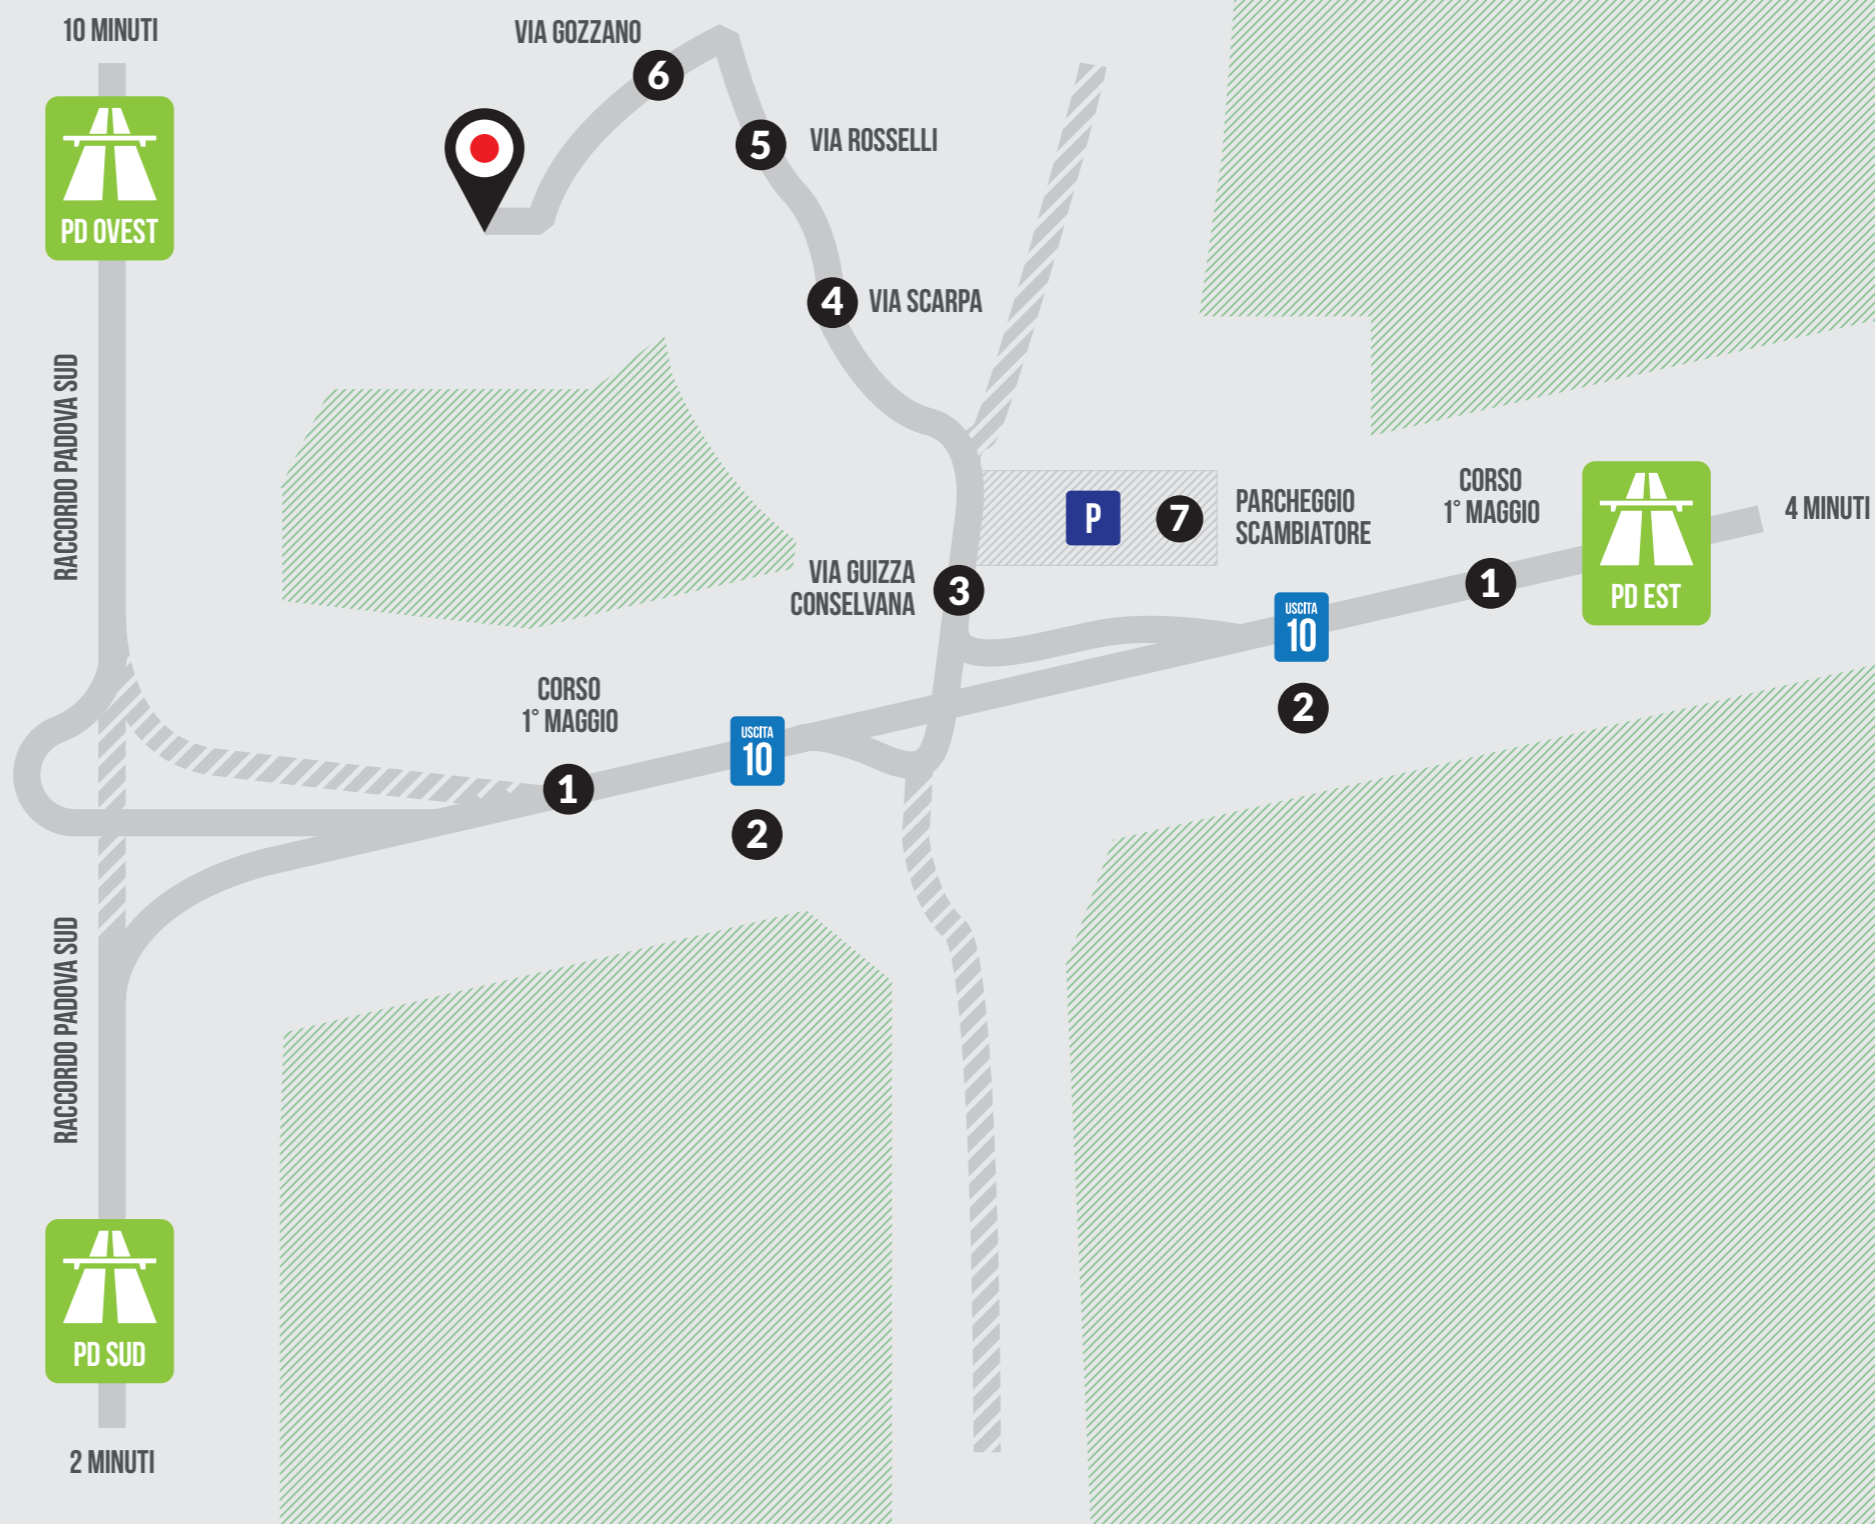 10 MINUTI
PD OVEST
RACCORDO PADOVA SUD
VIA GOZZANO
6
5
VIA ROSSELLI
4
VIA SCARPA
P
7
PARCHEGGIO
SCAMBIATORE
VIA GUIZZA
CONSELVANA
3
CORSO
1° MAGGIO
1
PD EST
4 MINUTI
USCITA
10
2
CORSO
1° MAGGIO
1
USCITA
10
2
RACCORDO PADOVA SUD
PD SUD
2 MINUTI